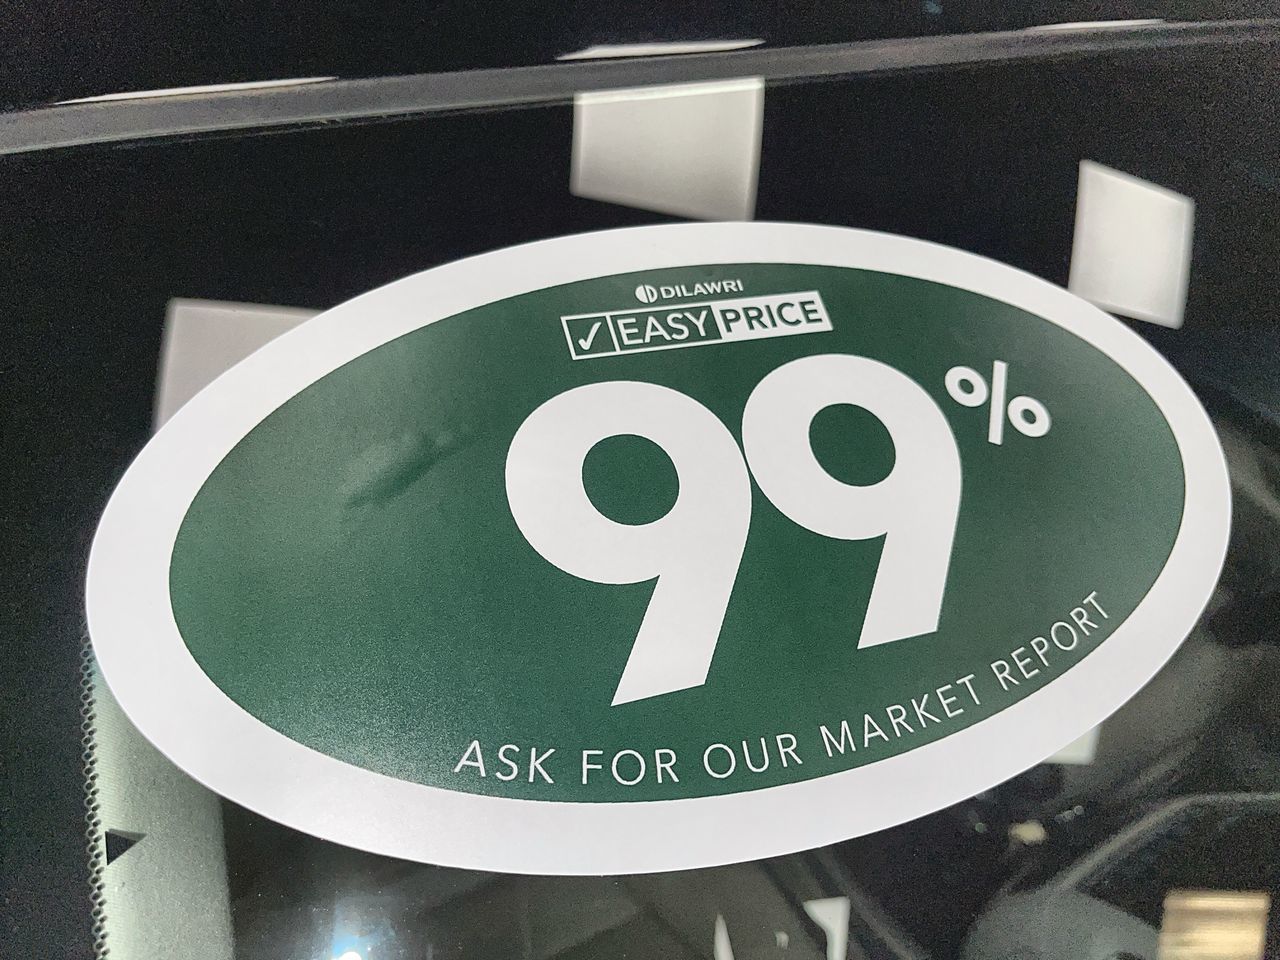 DILAWRI
✓ EASY PRICE
99%
ASK FOR OUR MARKET REPORT